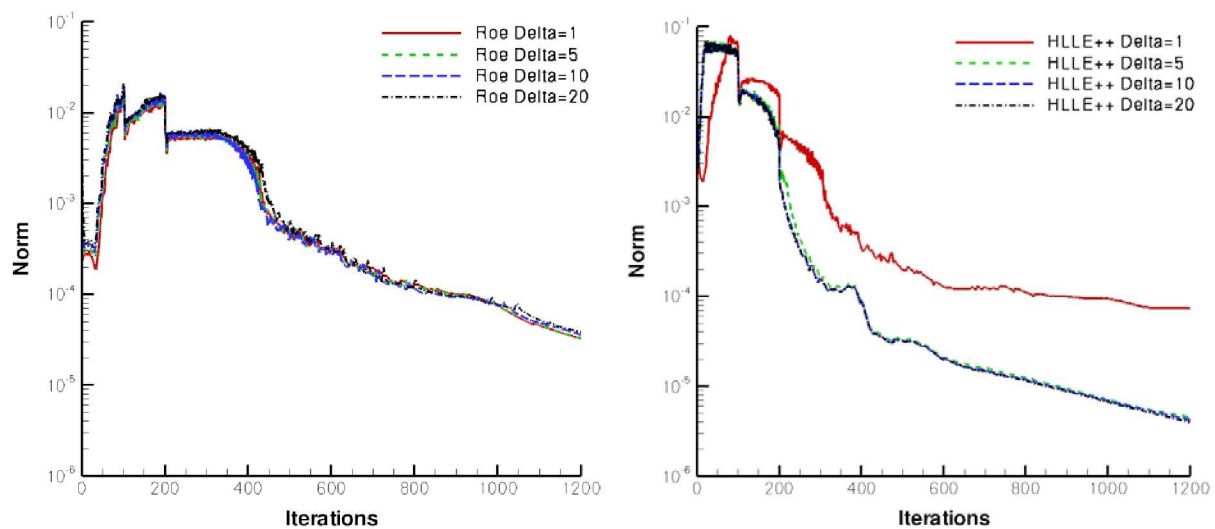 10^-1
10^-2
10^-3
10^-4
10^-5
10^-6
Norm
0 200 400 600 800 1000 1200
Iterations
Roe Delta=1
Roe Delta=5
Roe Delta=10
Roe Delta=20
10^-1
10^-2
10^-3
10^-4
10^-5
10^-6
Norm
0 200 400 600 800 1000 1200
Iterations
HLLE++ Delta=1
HLLE++ Delta=5
HLLE++ Delta=10
HLLE++ Delta=20